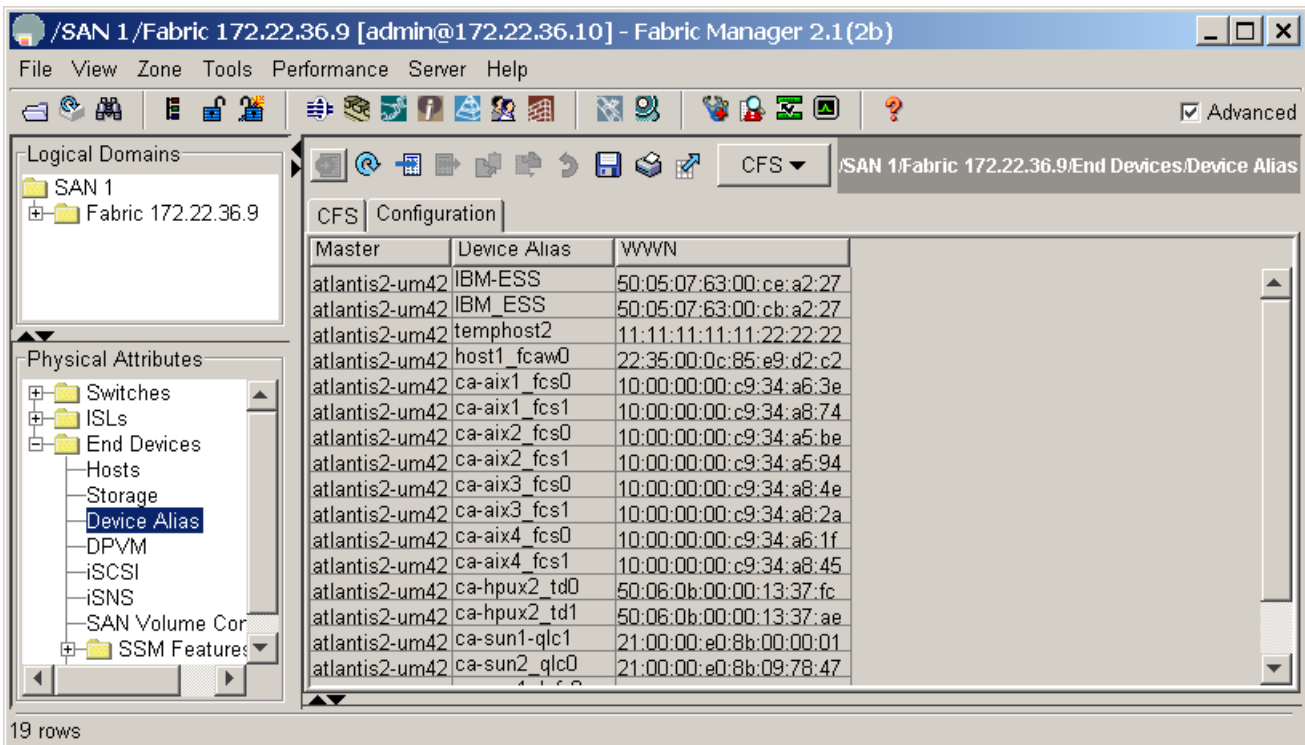 /SAN 1/Fabric 172.22.36.9 [admin@172.22.36.10] - Fabric Manager 2.1(2b)
File View Zone Tools Performance Server Help
Advanced
Logical Domains
SAN 1
Fabric 172.22.36.9
Physical Attributes
Switches
ISLs
End Devices
Hosts
Storage
Device Alias
DPVM
iSCSI
iSNS
SAN Volume Cor
SSM Features
CFS /SAN 1/Fabric 172.22.36.9/End Devices/Device Alias
CFS Configuration
Master Device Alias WWN
atlantis2-um42 IBM-ESS 50:05:07:63:00:ce:a2:27
atlantis2-um42 IBM_ESS 50:05:07:63:00:cb:a2:27
atlantis2-um42 temphost2 11:11:11:11:11:22:22:22
atlantis2-um42 host1_fcaw0 22:35:00:0c:85:e9:d2:c2
atlantis2-um42 ca-aix1_fcs0 10:00:00:00:c9:34:a6:3e
atlantis2-um42 ca-aix1_fcs1 10:00:00:00:c9:34:a8:74
atlantis2-um42 ca-aix2_fcs0 10:00:00:00:c9:34:a5:be
atlantis2-um42 ca-aix2_fcs1 10:00:00:00:c9:34:a5:94
atlantis2-um42 ca-aix3_fcs0 10:00:00:00:c9:34:a8:4e
atlantis2-um42 ca-aix3_fcs1 10:00:00:00:c9:34:a8:2a
atlantis2-um42 ca-aix4_fcs0 10:00:00:00:c9:34:a6:1f
atlantis2-um42 ca-aix4_fcs1 10:00:00:00:c9:34:a8:45
atlantis2-um42 ca-hpux2_td0 50:06:0b:00:00:13:37:fc
atlantis2-um42 ca-hpux2_td1 50:06:0b:00:00:13:37:ae
atlantis2-um42 ca-sun1-qlc1 21:00:00:e0:8b:00:00:01
atlantis2-um42 ca-sun2_qlc0 21:00:00:e0:8b:09:78:47
19 rows